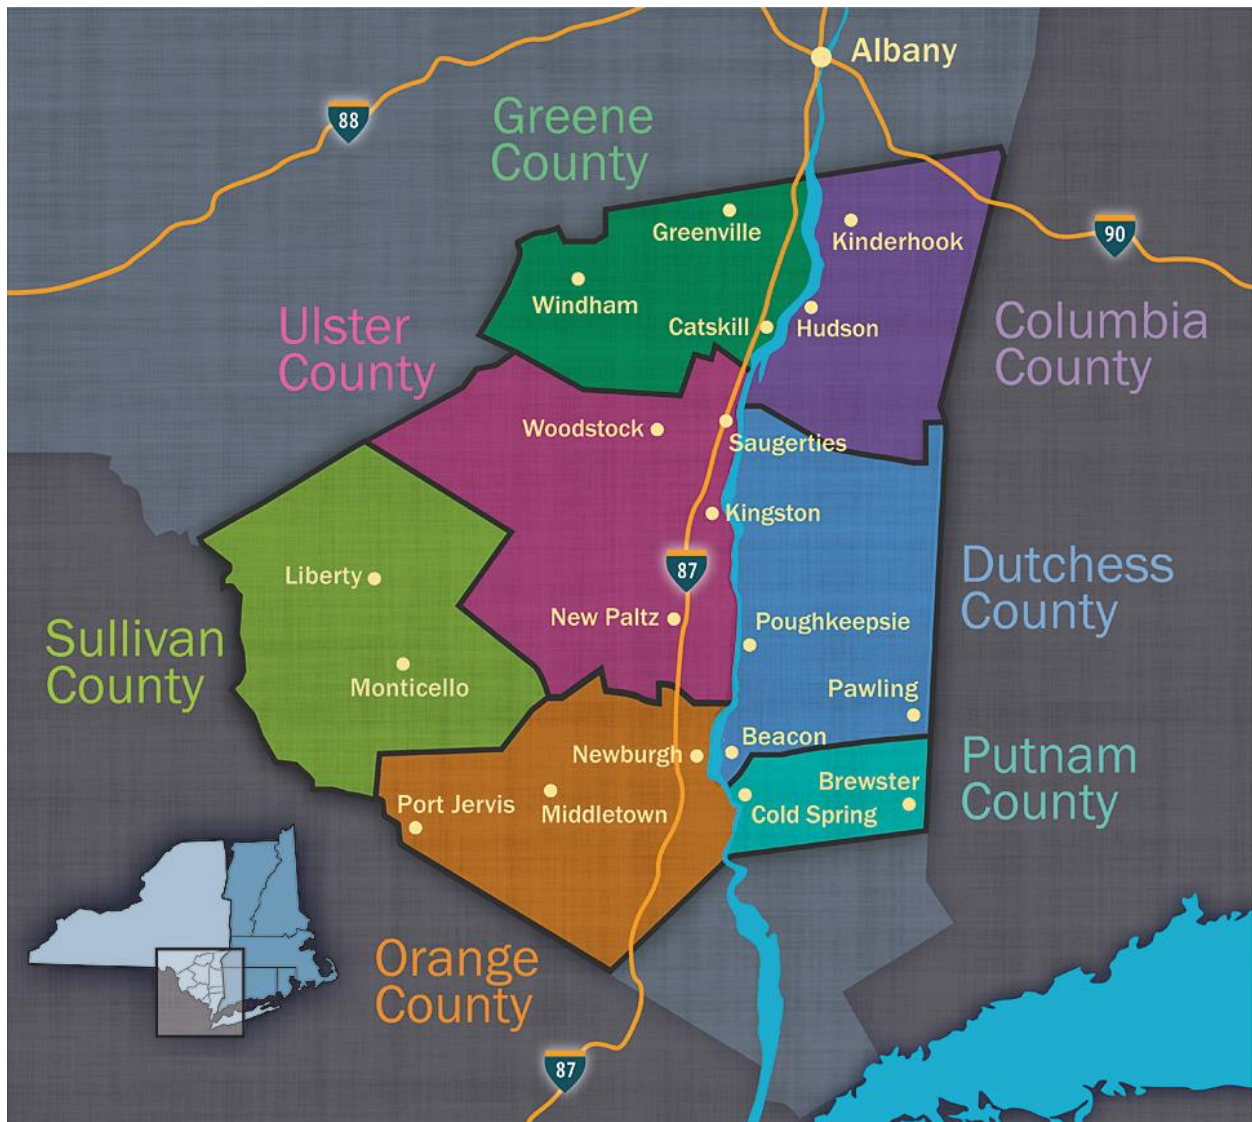 Albany
88
Greene
County
Greenville
Kinderhook
90
Windham
Ulster
County
Catskill
Hudson
Columbia
County
Woodstock
Saugerties
Kingston
87
Liberty
Dutchess
County
New Paltz
Poughkeepsie
Sullivan
County
Monticello
Pawling
Newburgh
Beacon
Putnam
County
Port Jervis
Middletown
Brewster
Cold Spring
Orange
County
87